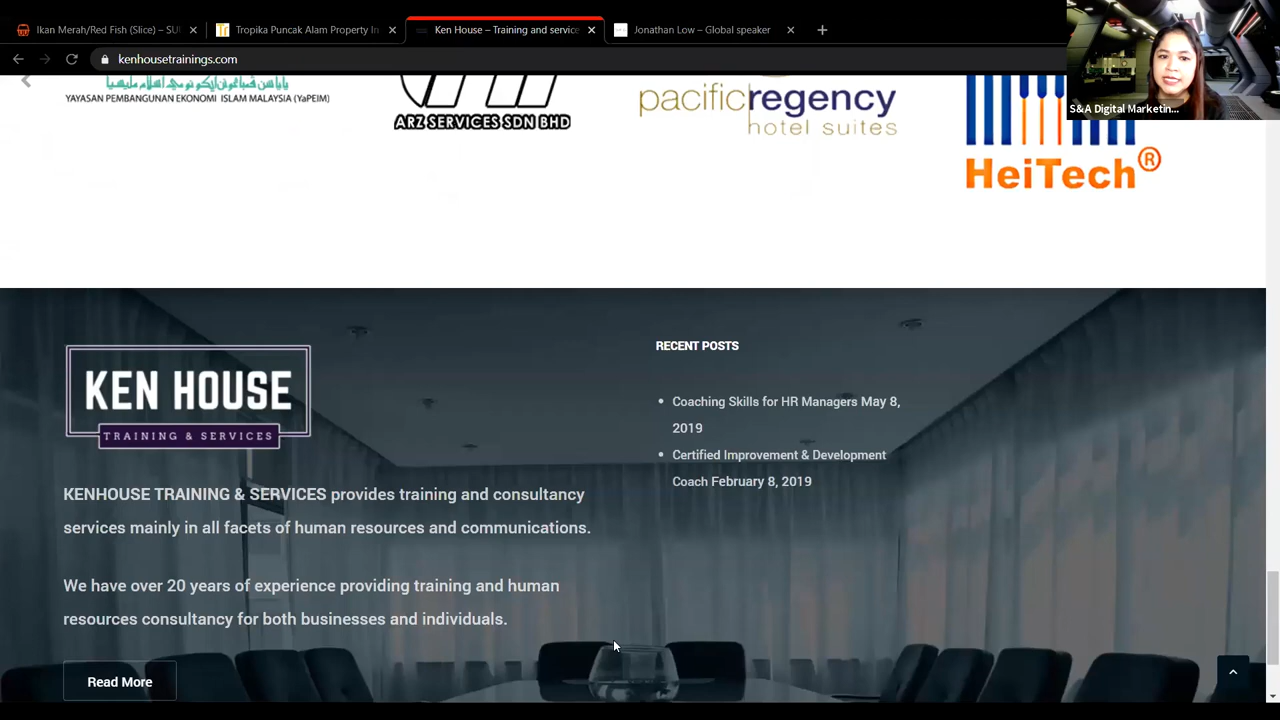 Ikan Merah/Red Fish (Slice) – SU
Tropika Puncak Alam Property In
Ken House – Training and service
Jonathan Low – Global speaker
kenhousetrainings.com
S&A Digital Marketin...
YAYASAN PEMBANGUNAN EKONOMI ISLAM MALAYSIA (YaPEIM)
ARZ SERVICES SDN BHD
pacificregency
hotel suites
HeiTech®
KEN HOUSE
TRAINING & SERVICES
KENHOUSE TRAINING & SERVICES provides training and consultancy
services mainly in all facets of human resources and communications.
We have over 20 years of experience providing training and human
resources consultancy for both businesses and individuals.
Read More
RECENT POSTS
Coaching Skills for HR Managers May 8,
2019
Certified Improvement & Development
Coach February 8, 2019